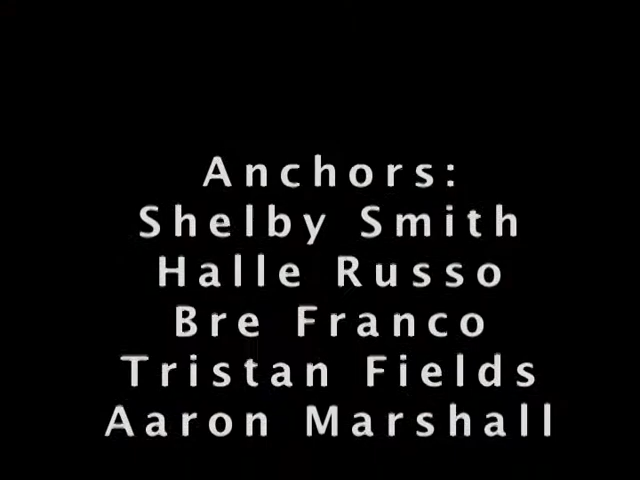 Anchors:
Shelby Smith
Halle Russo
Bre Franco
Tristan Fields
Aaron Marshall